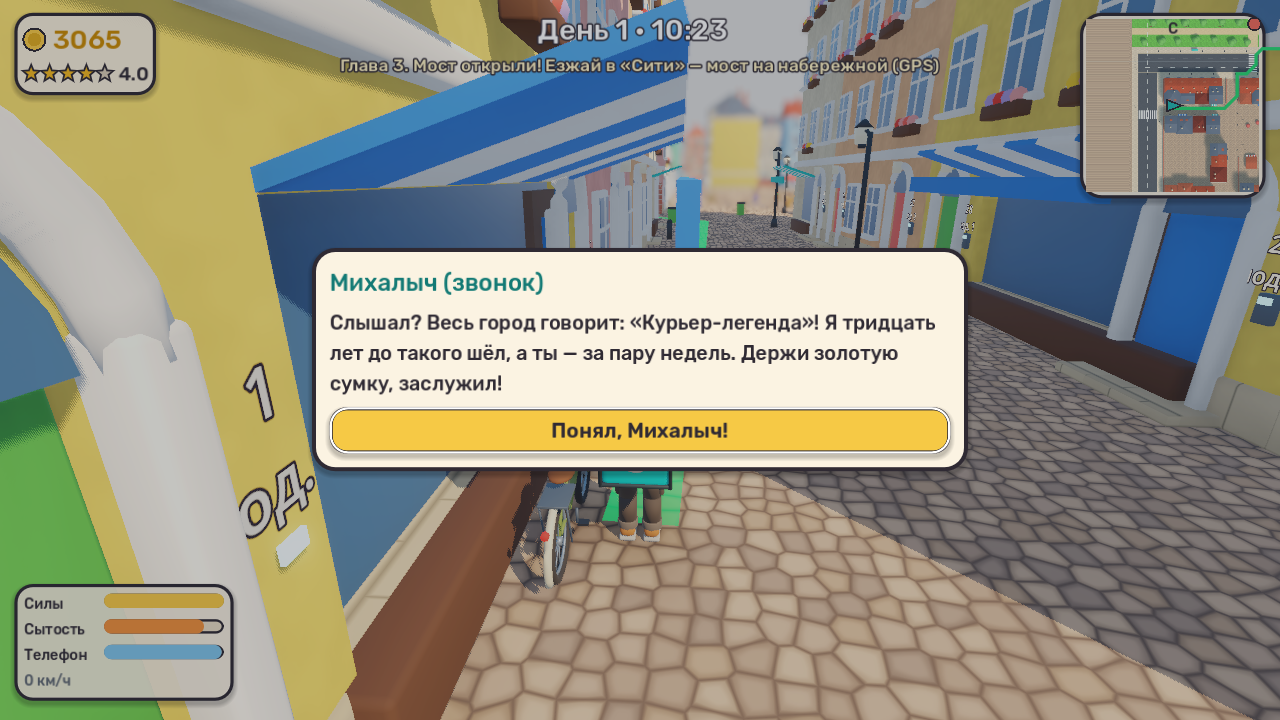 3065
4.0
День 1 • 10:23
Глава 3. Мост открыли! Езжай в «Сити» — мост на набережной (GPS)
С
Михалыч (звонок)
Слышал? Весь город говорит: «Курьер-легенда»! Я тридцать
лет до такого шёл, а ты — за пару недель. Держи золотую
сумку, заслужил!
Понял, Михалыч!
1
Силы
Сытость
Телефон
0 км/ч